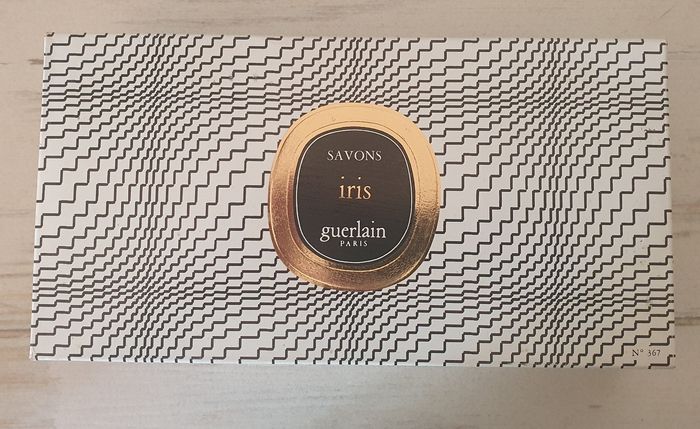 SAVONS
iris
guerlain
PARIS
N° 367